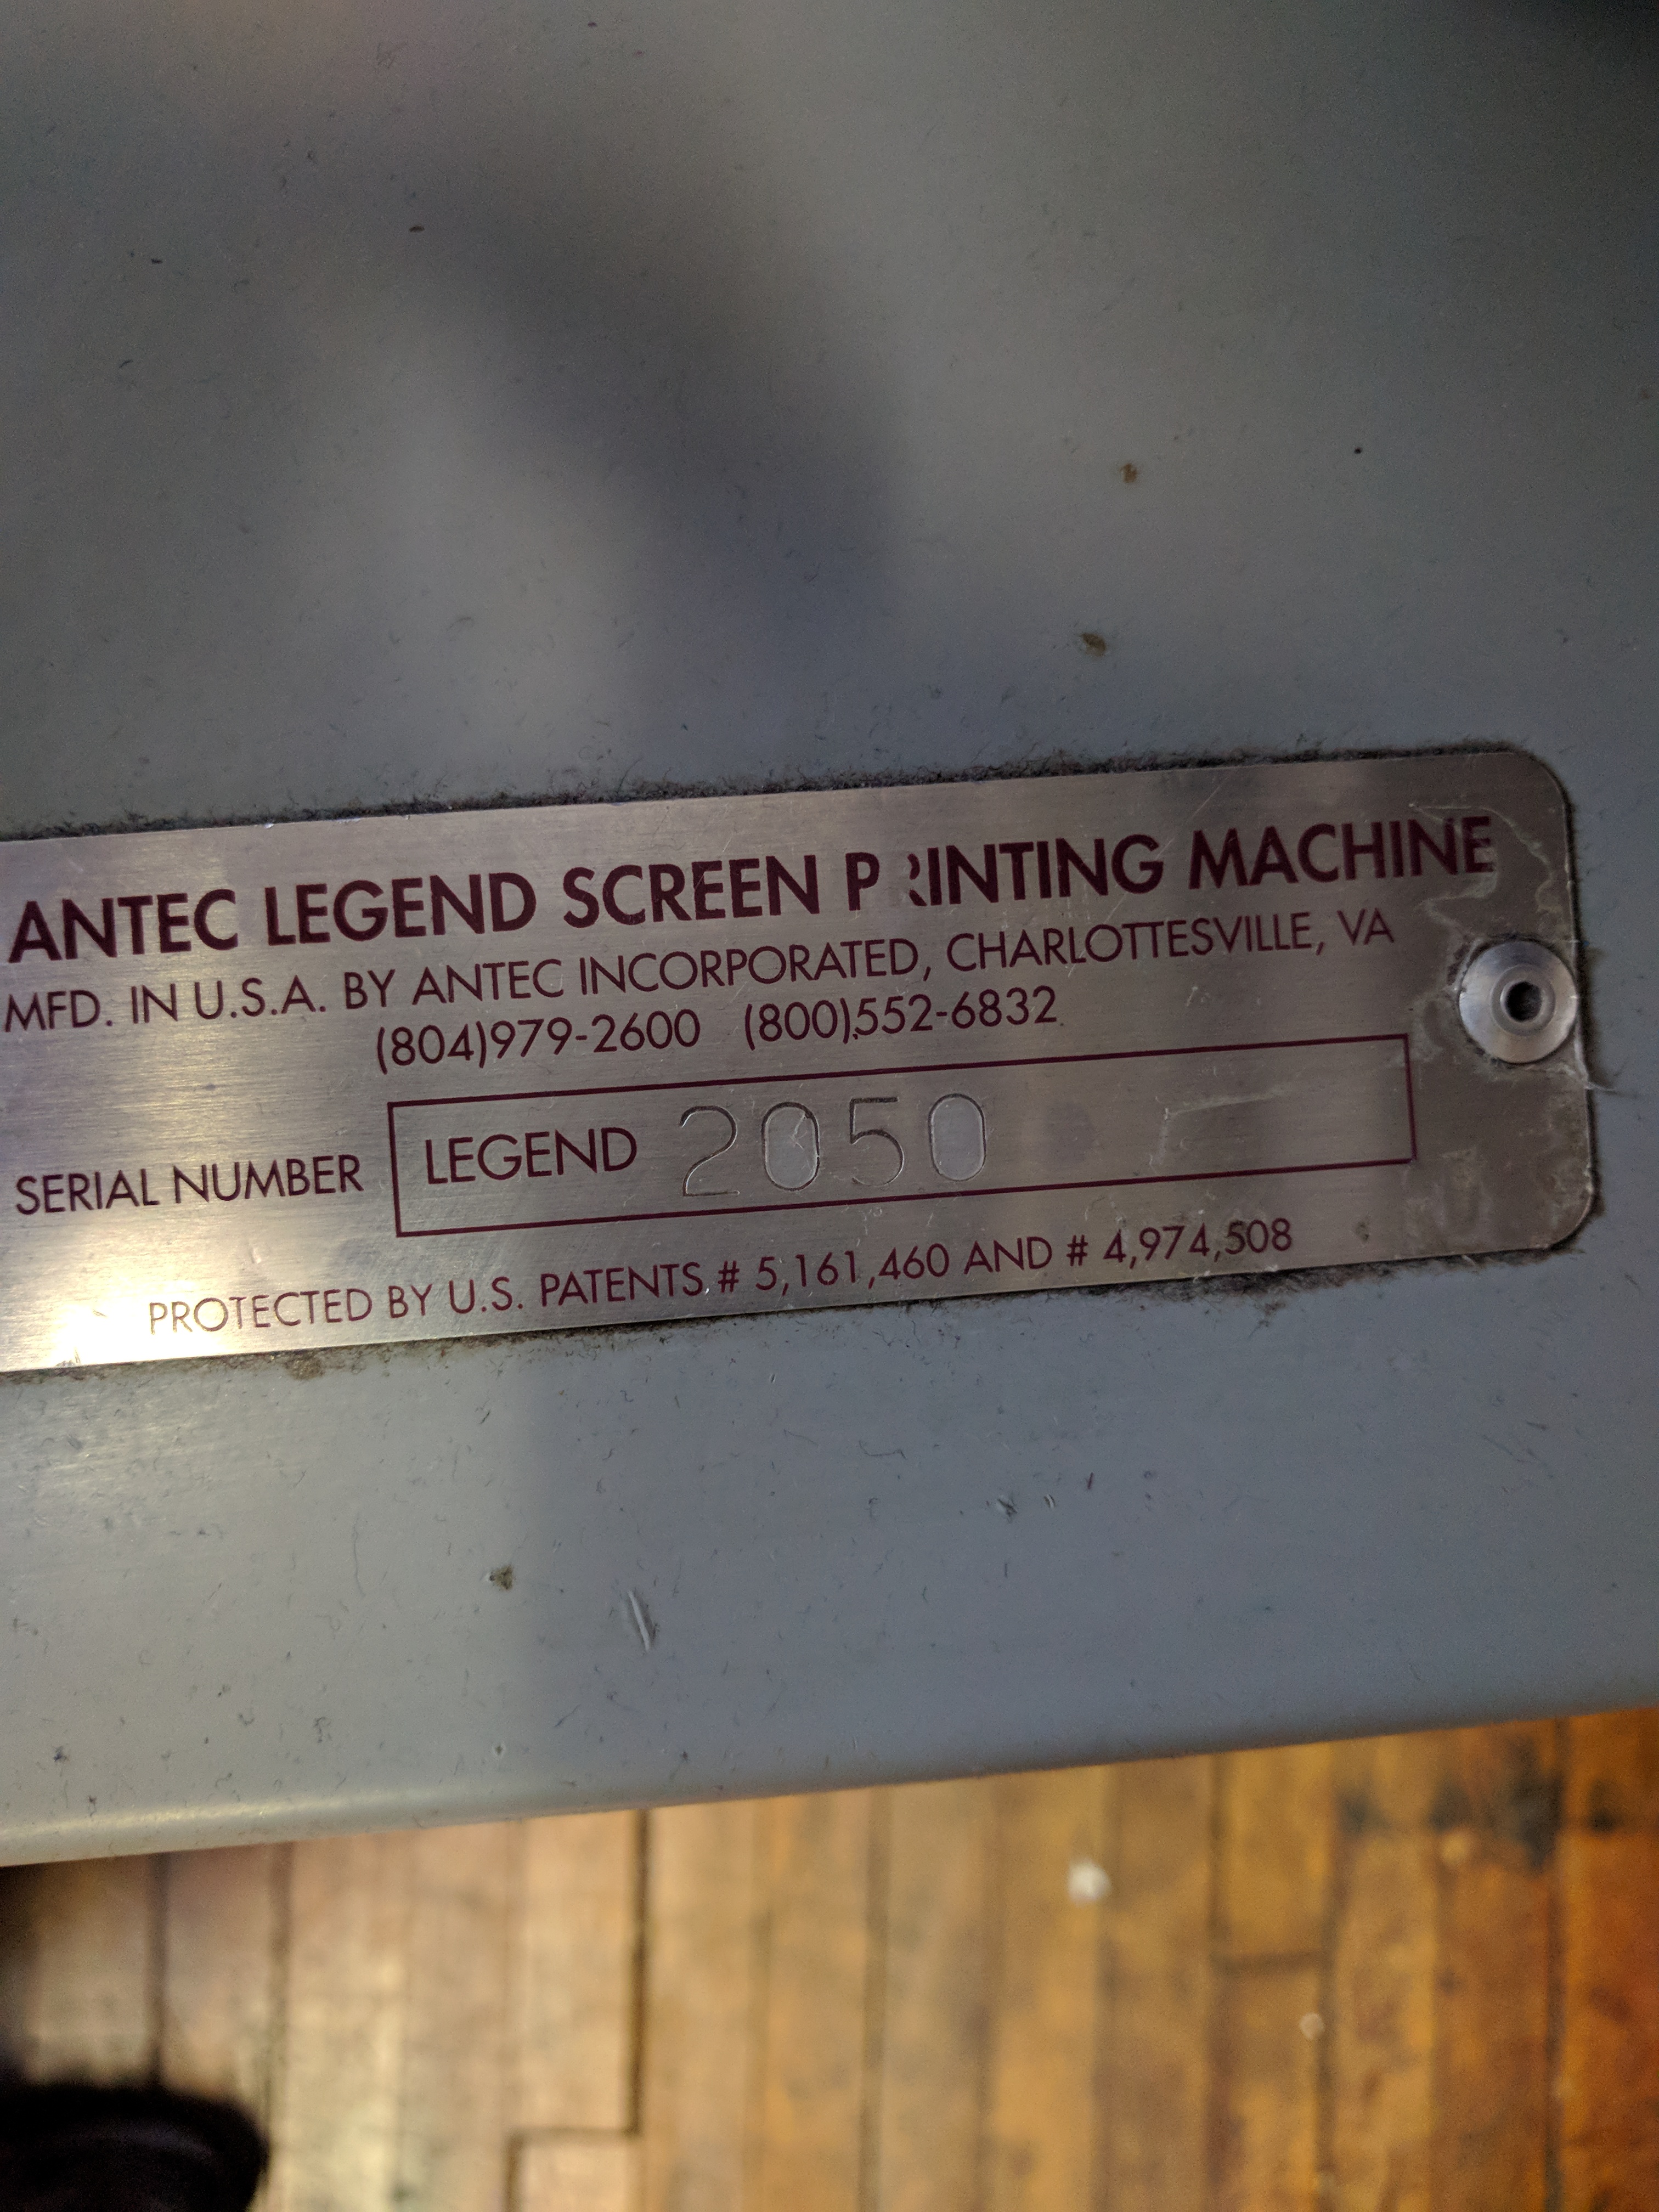 ANTEC LEGEND SCREEN PRINTING MACHINE
MFD. IN U.S.A. BY ANTEC INCORPORATED, CHARLOTTESVILLE, VA
(804)979-2600 (800)552-6832
SERIAL NUMBER LEGEND 2050
PROTECTED BY U.S. PATENTS # 5,161,460 AND # 4,974,508